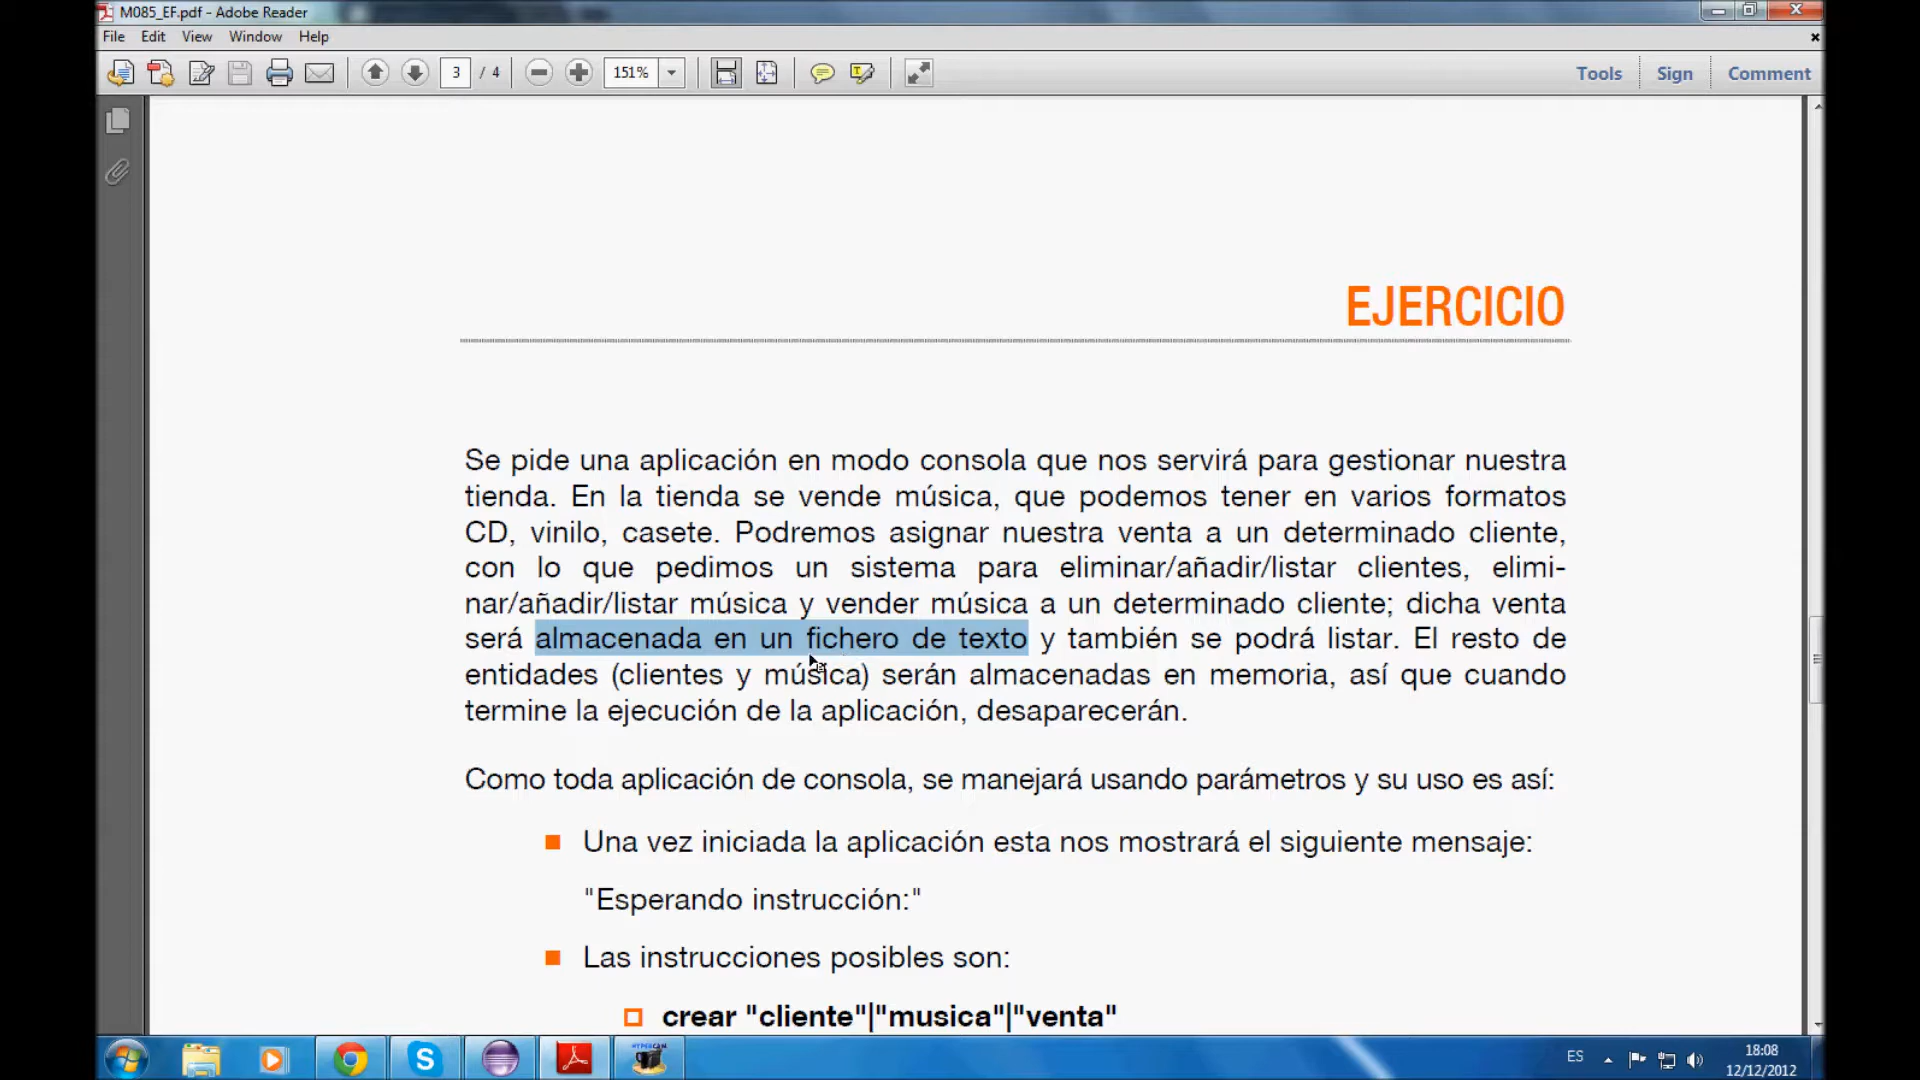 M085_EF.pdf - Adobe Reader
File Edit View Window Help
3 / 4 151% Tools Sign Comment
EJERCICIO
Se pide una aplicación en modo consola que nos servirá para gestionar nuestra
tienda. En la tienda se vende música, que podemos tener en varios formatos
CD, vinilo, casete. Podremos asignar nuestra venta a un determinado cliente,
con lo que pedimos un sistema para eliminar/añadir/listar clientes, elimi-
nar/añadir/listar música y vender música a un determinado cliente; dicha venta
será almacenada en un fichero de texto y también se podrá listar. El resto de
entidades (clientes y música) serán almacenadas en memoria, así que cuando
termine la ejecución de la aplicación, desaparecerán.
Como toda aplicación de consola, se manejará usando parámetros y su uso es así:
Una vez iniciada la aplicación esta nos mostrará el siguiente mensaje:
"Esperando instrucción:"
Las instrucciones posibles son:
crear "cliente"|"musica"|"venta"
HYPERCAM
ES 18:08
12/12/2012